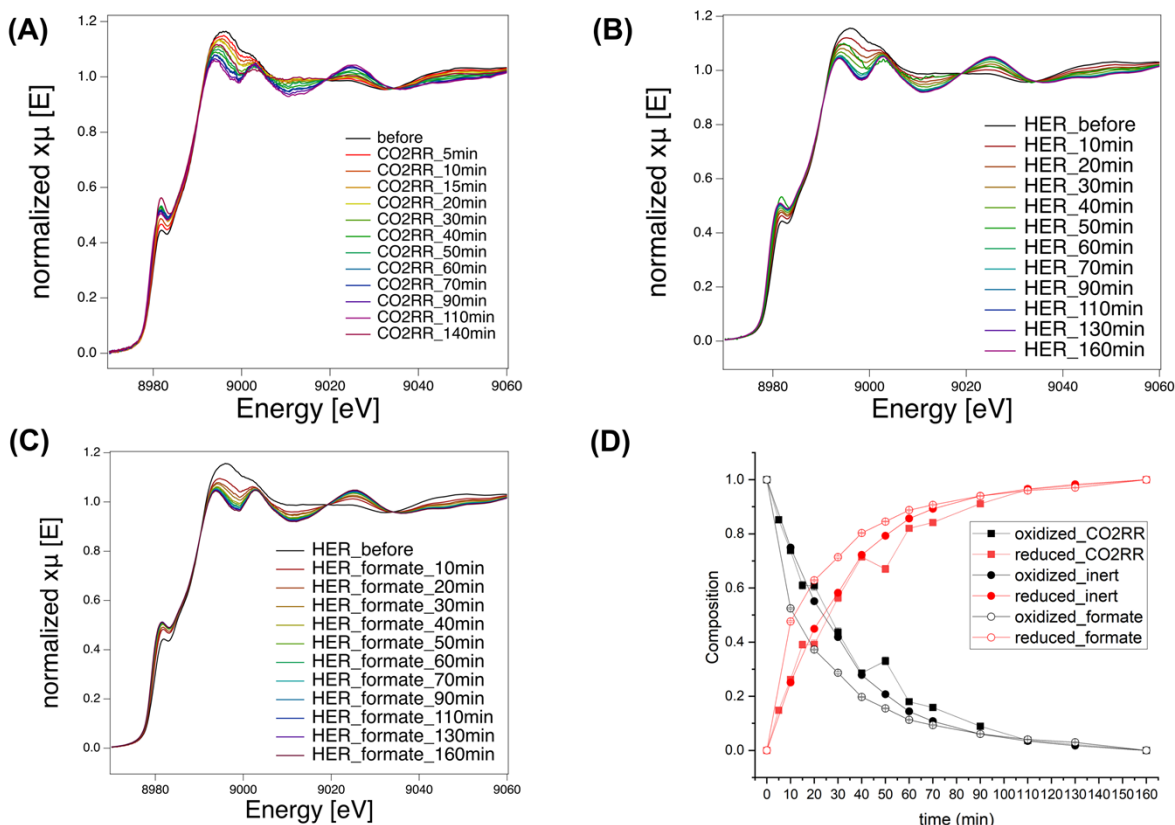 (A)
normalized xμ [E]
1.2
1.0
0.8
0.6
0.4
0.2
0.0
before
CO2RR_5min
CO2RR_10min
CO2RR_15min
CO2RR_20min
CO2RR_30min
CO2RR_40min
CO2RR_50min
CO2RR_60min
CO2RR_70min
CO2RR_90min
CO2RR_110min
CO2RR_140min
8980 9000 9020 9040 9060
Energy [eV]
(B)
normalized xμ [E]
1.2
1.0
0.8
0.6
0.4
0.2
0.0
HER_before
HER_10min
HER_20min
HER_30min
HER_40min
HER_50min
HER_60min
HER_70min
HER_90min
HER_110min
HER_130min
HER_160min
8980 9000 9020 9040 9060
Energy [eV]
(C)
normalized xμ [E]
1.2
1.0
0.8
0.6
0.4
0.2
0.0
HER_before
HER_formate_10min
HER_formate_20min
HER_formate_30min
HER_formate_40min
HER_formate_50min
HER_formate_60min
HER_formate_70min
HER_formate_90min
HER_formate_110min
HER_formate_130min
HER_formate_160min
8980 9000 9020 9040 9060
Energy [eV]
(D)
Composition
1.0
0.8
0.6
0.4
0.2
0.0
oxidized_CO2RR
reduced_CO2RR
oxidized_inert
reduced_inert
oxidized_formate
reduced_formate
0 10 20 30 40 50 60 70 80 90 100 110 120 130 140 150 160
time (min)